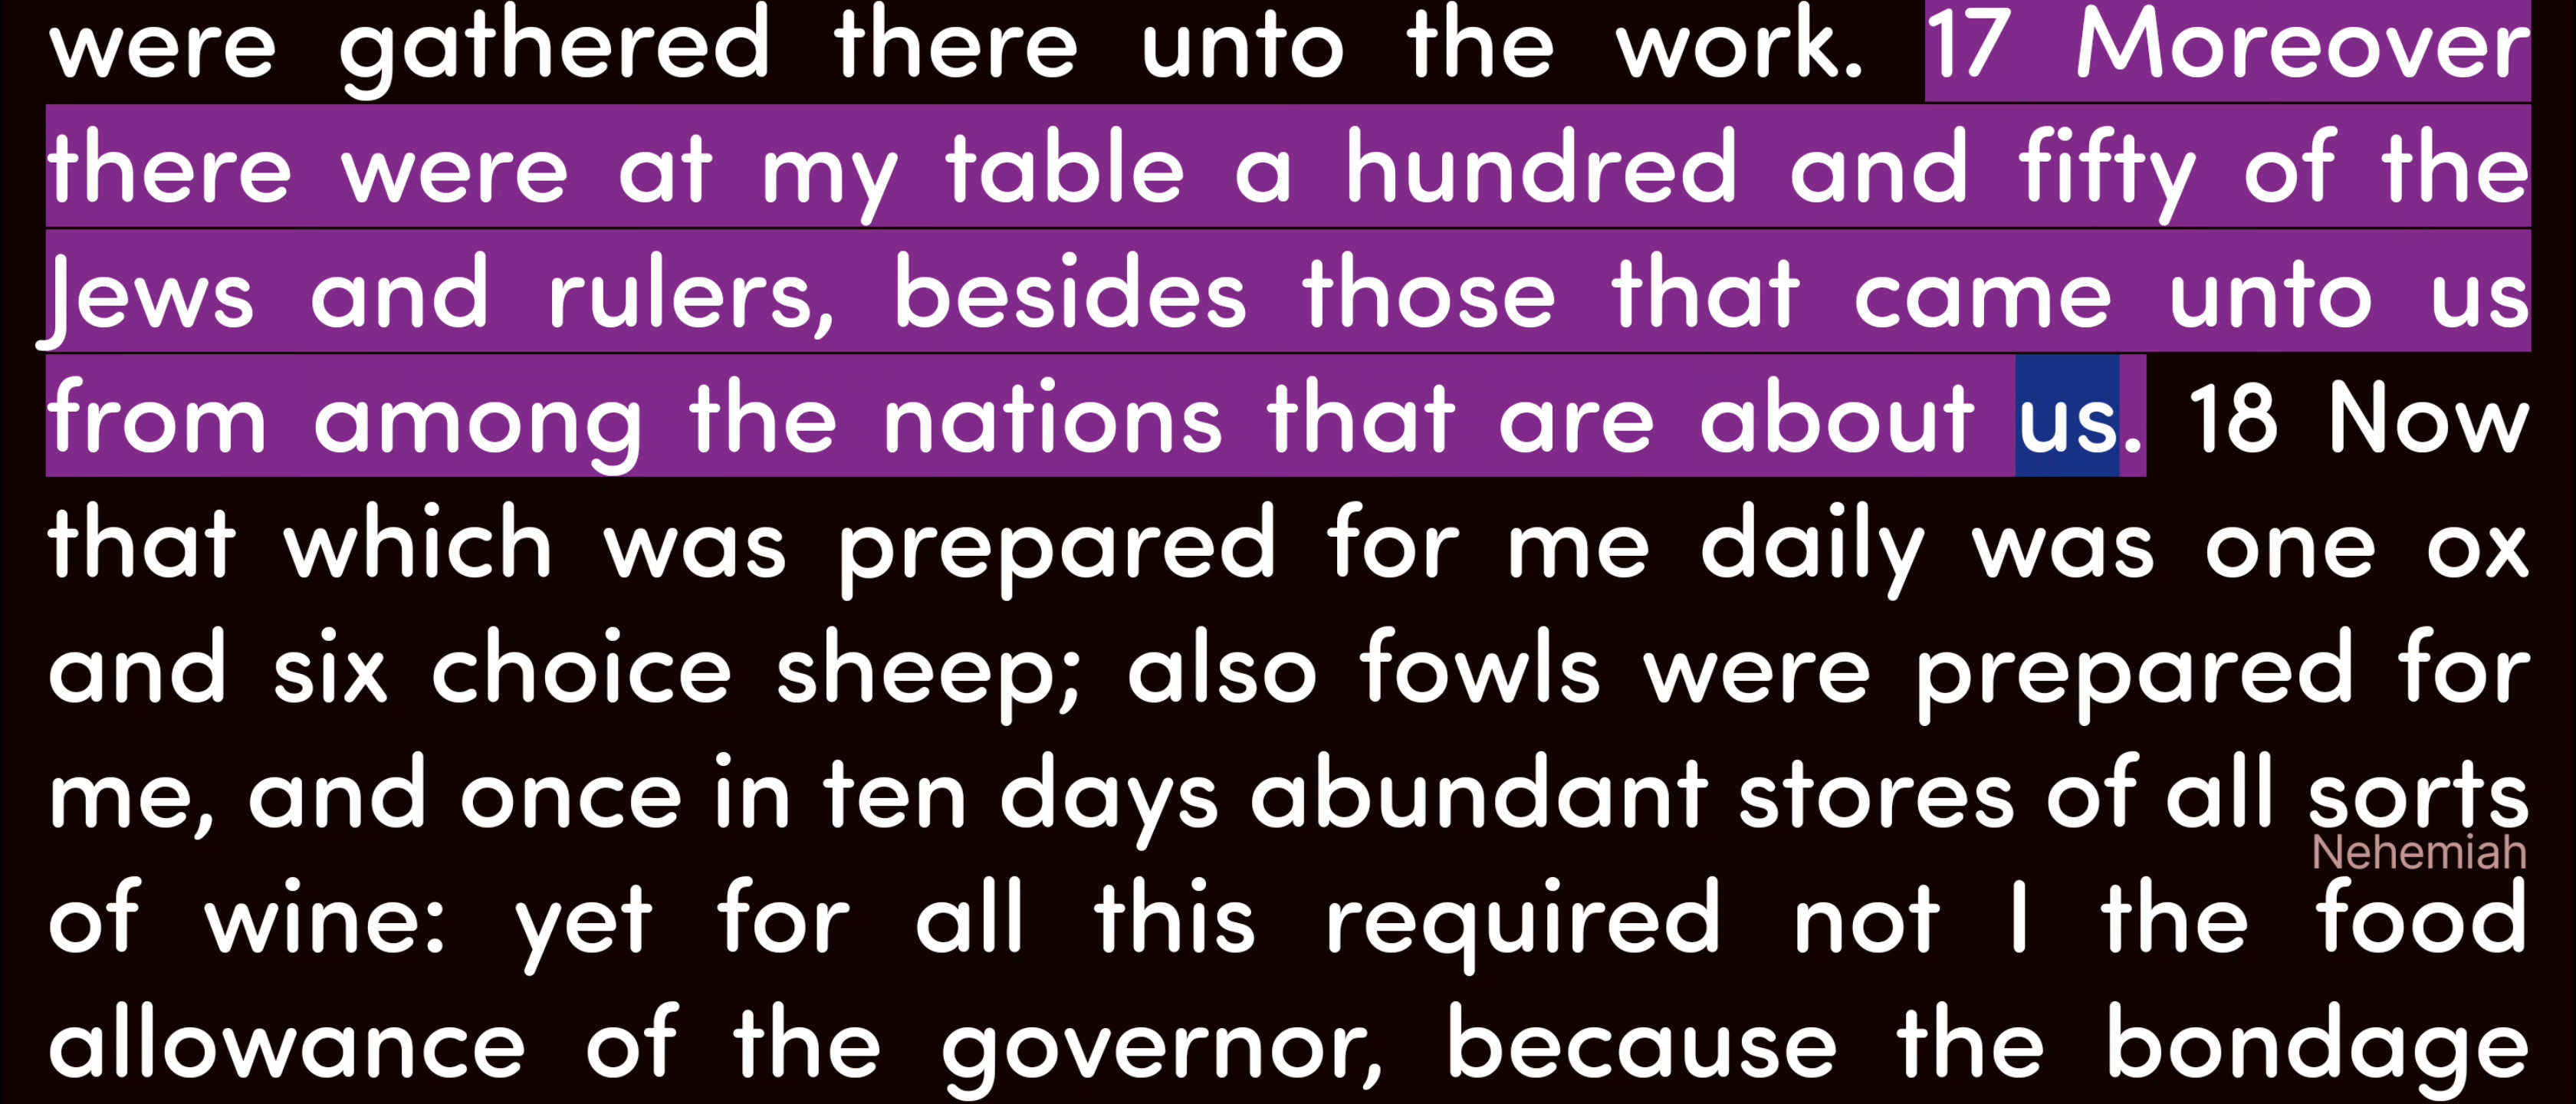 were gathered there unto the work. 17 Moreover
there were at my table a hundred and fifty of the
Jews and rulers, besides those that came unto us
from among the nations that are about us. 18 Now
that which was prepared for me daily was one ox
and six choice sheep; also fowls were prepared for
me, and once in ten days abundant stores of all sorts
Nehemiah
of wine: yet for all this required not I the food
allowance of the governor, because the bondage